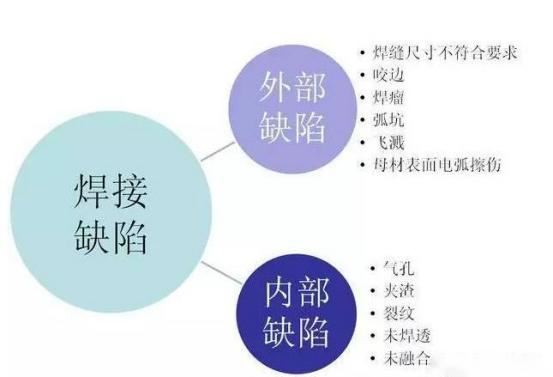 焊接
缺陷
外部
缺陷
• 焊缝尺寸不符合要求
• 咬边
• 焊瘤
• 弧坑
• 飞溅
• 母材表面电弧擦伤
内部
缺陷
• 气孔
• 夹渣
• 裂纹
• 未焊透
• 未融合